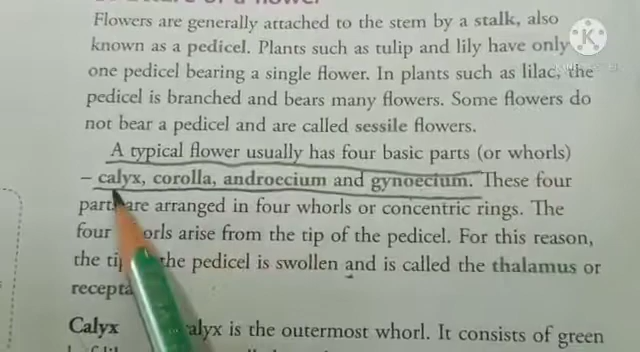 Flowers are generally attached to the stem by a stalk, also
known as a pedicel. Plants such as tulip and lily have only
one pedicel bearing a single flower. In plants such as lilac, the
pedicel is branched and bears many flowers. Some flowers do
not bear a pedicel and are called sessile flowers.
A typical flower usually has four basic parts (or whorls)
– calyx, corolla, androecium and gynoecium. These four
are arranged in four whorls or concentric rings. The
four arise from the tip of the pedicel. For this reason,
the the pedicel is swollen and is called the thalamus or
Calyx is the outermost whorl. It consists of green